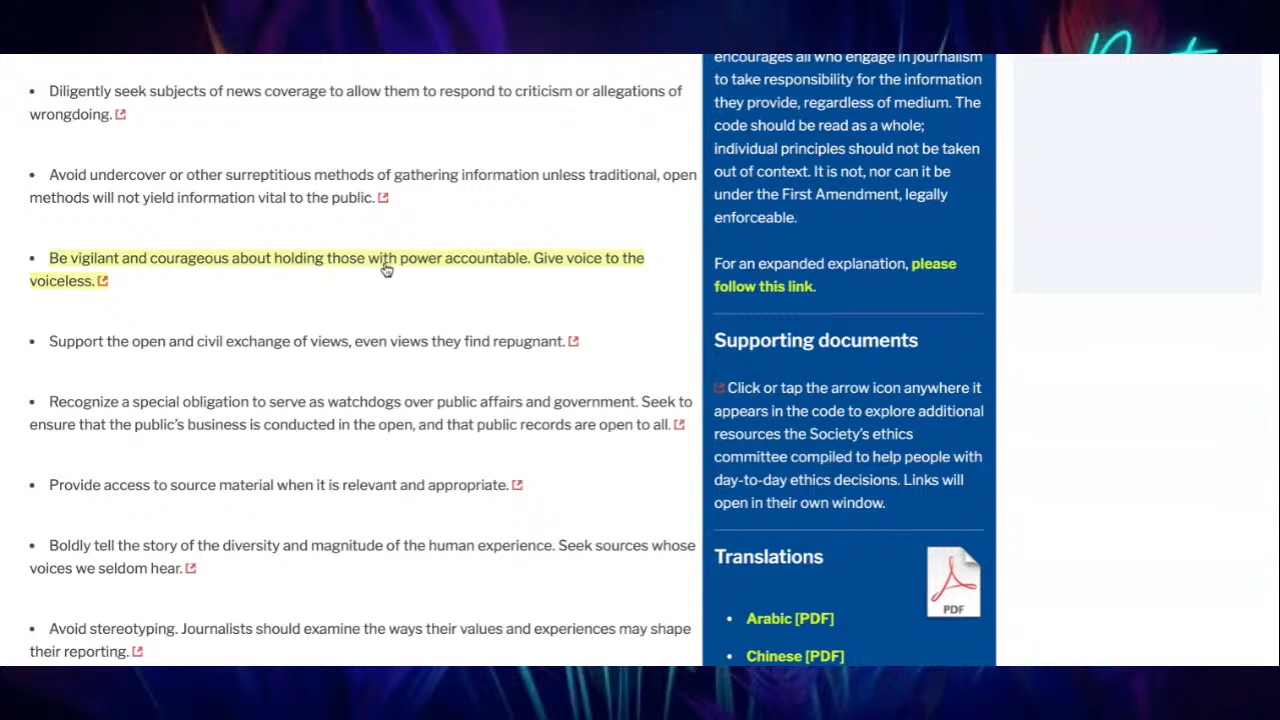 • Diligently seek subjects of news coverage to allow them to respond to criticism or allegations of
wrongdoing.
• Avoid undercover or other surreptitious methods of gathering information unless traditional, open
methods will not yield information vital to the public.
• Be vigilant and courageous about holding those with power accountable. Give voice to the
voiceless.
• Support the open and civil exchange of views, even views they find repugnant.
• Recognize a special obligation to serve as watchdogs over public affairs and government. Seek to
ensure that the public's business is conducted in the open, and that public records are open to all.
• Provide access to source material when it is relevant and appropriate.
• Boldly tell the story of the diversity and magnitude of the human experience. Seek sources whose
voices we seldom hear.
• Avoid stereotyping. Journalists should examine the ways their values and experiences may shape
their reporting.
encourages all who engage in journalism
to take responsibility for the information
they provide, regardless of medium. The
code should be read as a whole;
individual principles should not be taken
out of context. It is not, nor can it be
under the First Amendment, legally
enforceable.
For an expanded explanation, please
follow this link.
Supporting documents
Click or tap the arrow icon anywhere it
appears in the code to explore additional
resources the Society's ethics
committee compiled to help people with
day-to-day ethics decisions. Links will
open in their own window.
Translations
PDF
• Arabic [PDF]
• Chinese [PDF]